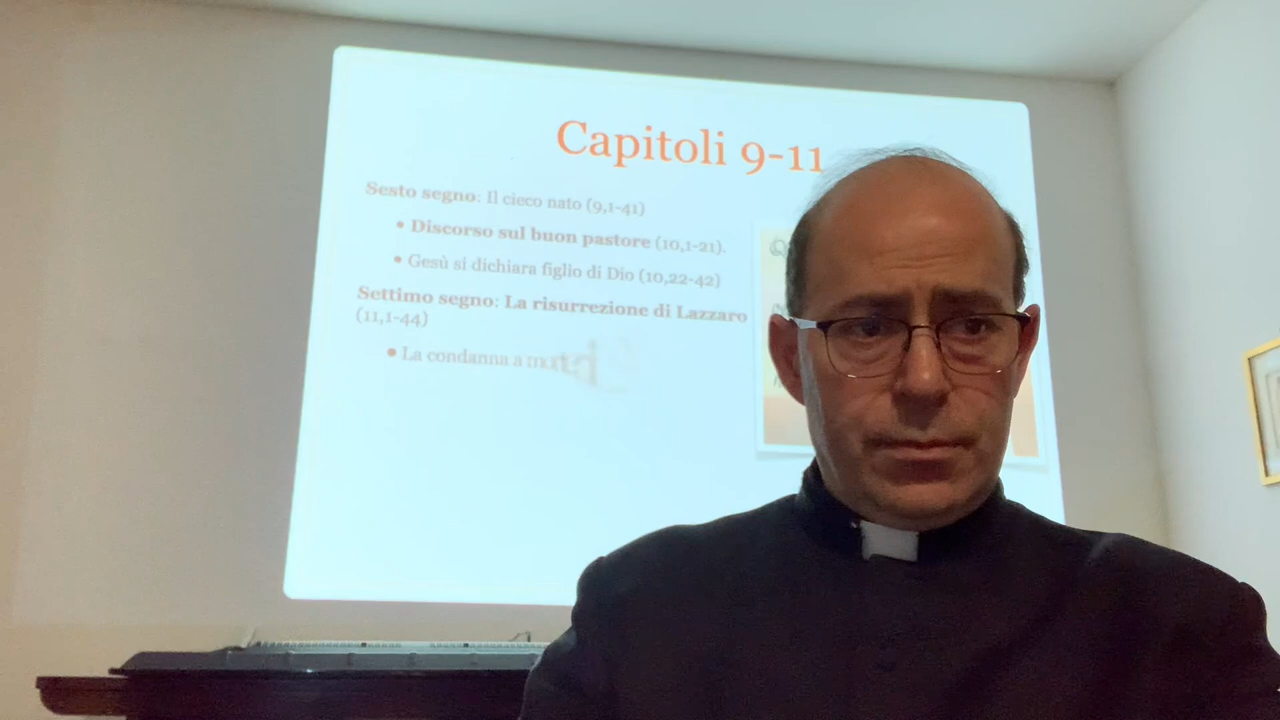 Capitoli 9-11
Sesto segno: Il cieco nato (9,1-41)
• Discorso sul buon pastore (10,1-21).
• Gesù si dichiara figlio di Dio (10,22-42)
Settimo segno: La risurrezione di Lazzaro
(11,1-44)
• La condanna a